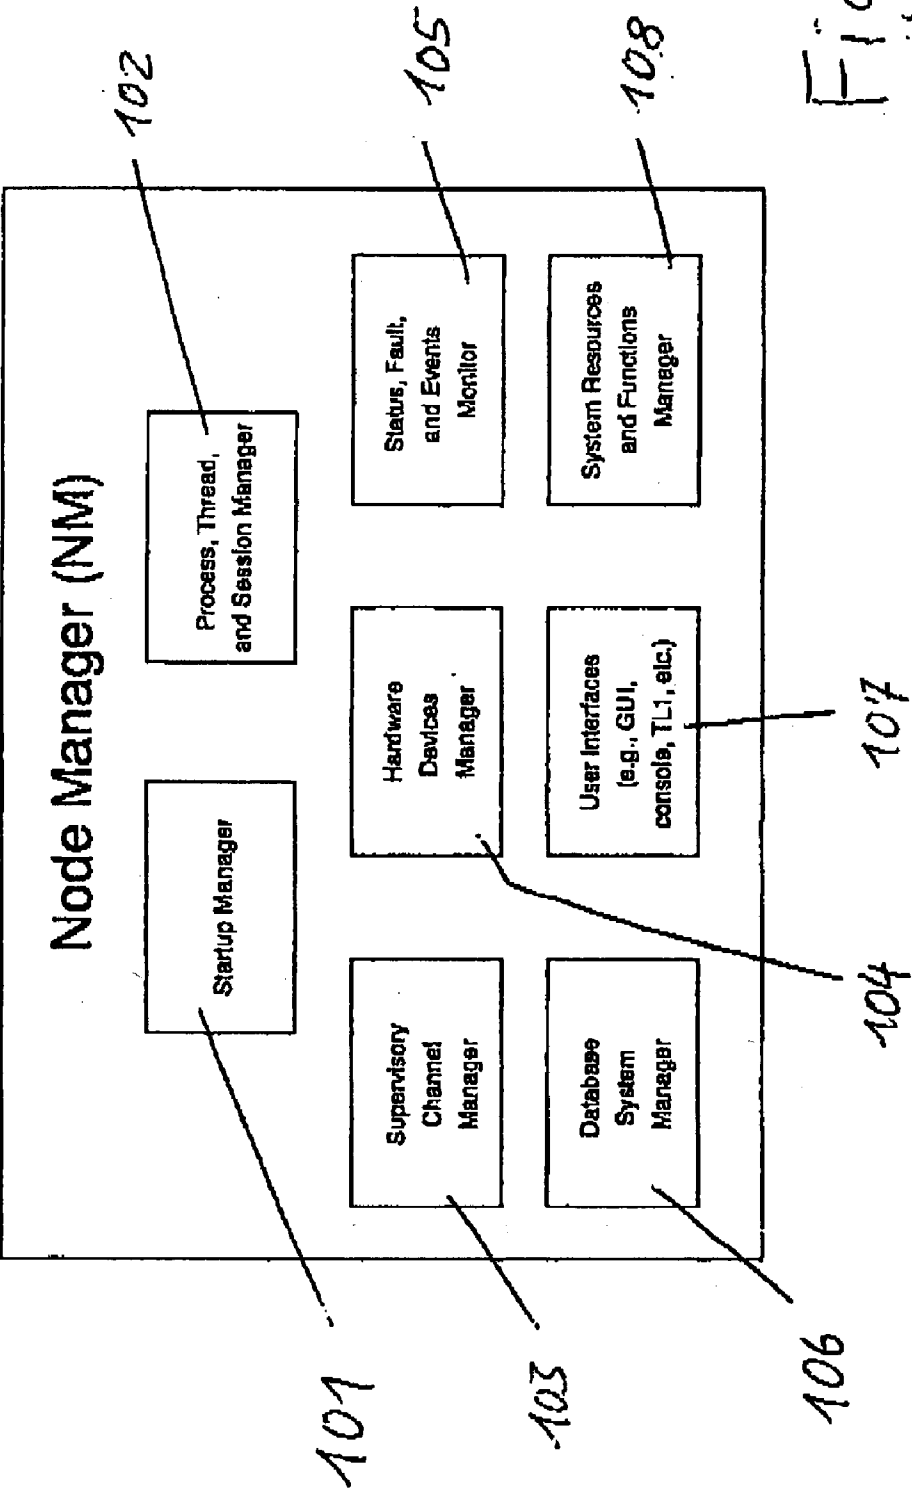 Node Manager (NM)
101
Startup Manager
102
Process, Thread,
and Session Manager
103
Supervisory
Channel
Manager
104
Hardware
Devices
Manager
105
Status, Fault,
and Events
Monitor
106
Database
System
Manager
107
User Interfaces
(e.g., GUI,
console, TL1, etc.)
108
System Resources
and Functions
Manager